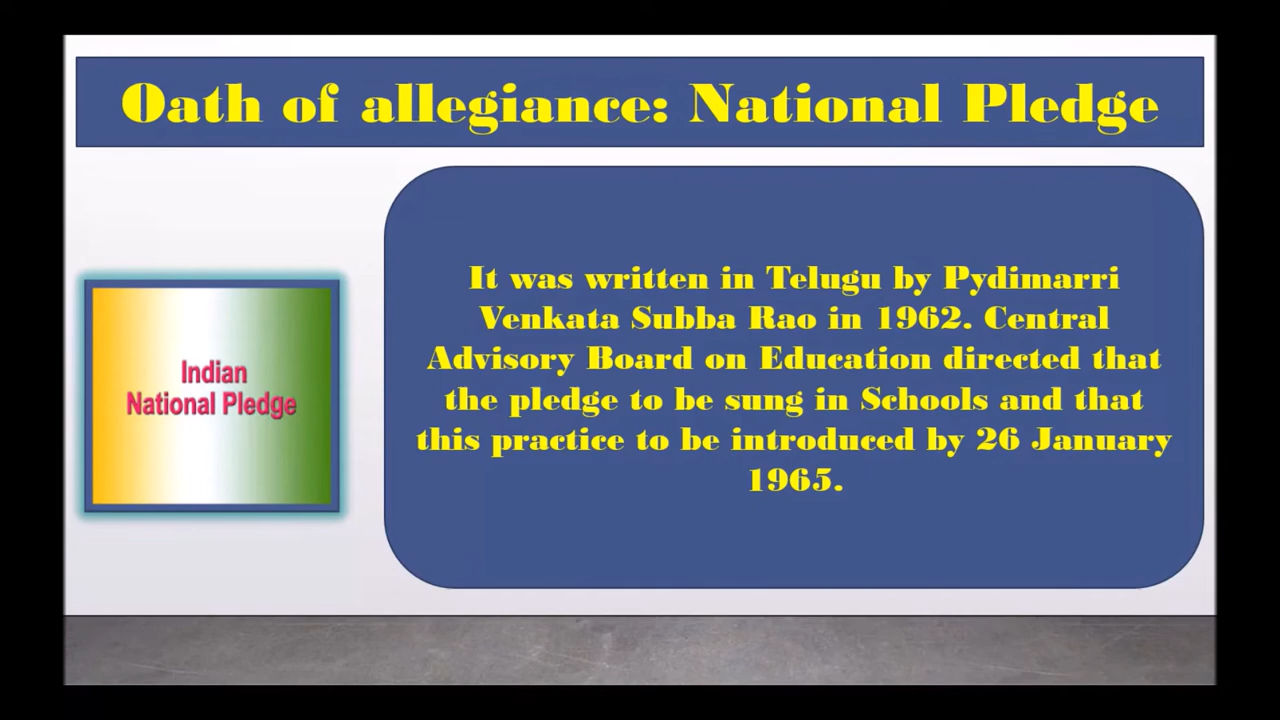 Oath of allegiance: National Pledge
Indian
National Pledge
It was written in Telugu by Pydimarri
Venkata Subba Rao in 1962. Central
Advisory Board on Education directed that
the pledge to be sung in Schools and that
this practice to be introduced by 26 January
1965.